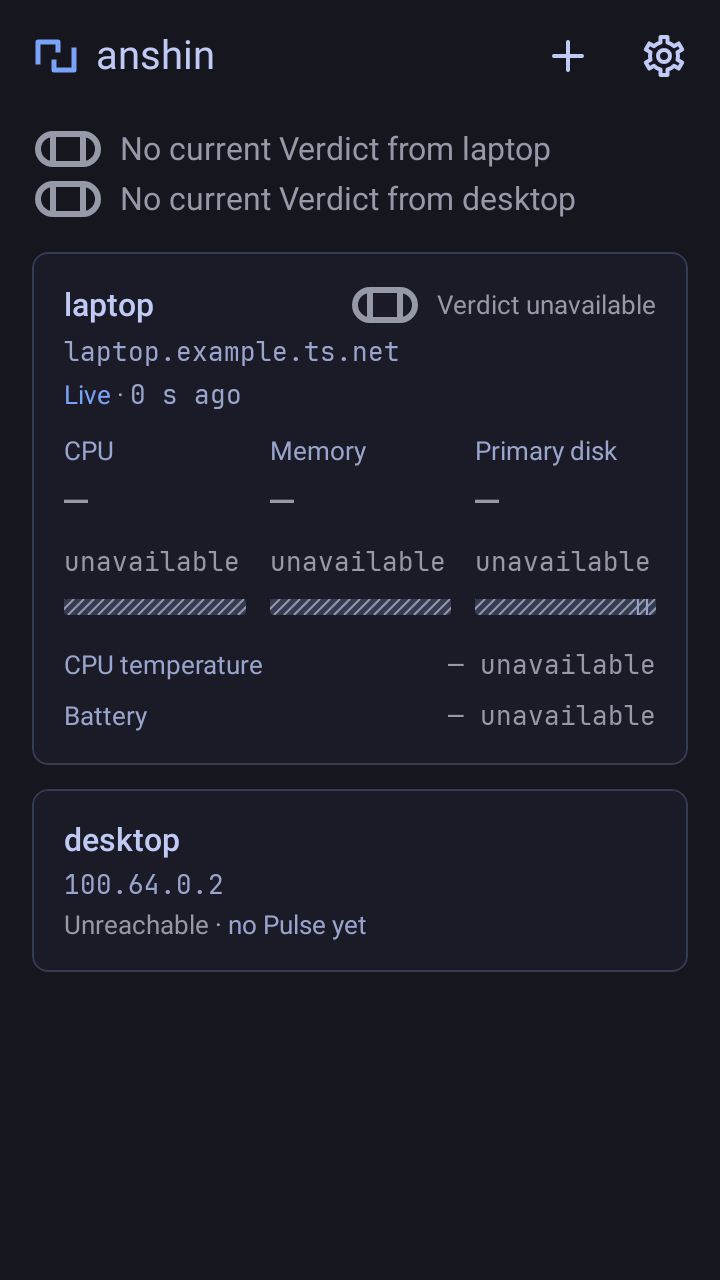 anshin
No current Verdict from laptop
No current Verdict from desktop
laptop Verdict unavailable
laptop.example.ts.net
Live · 0 s ago
CPU Memory Primary disk
— — —
unavailable unavailable unavailable
CPU temperature — unavailable
Battery — unavailable
desktop
100.64.0.2
Unreachable · no Pulse yet